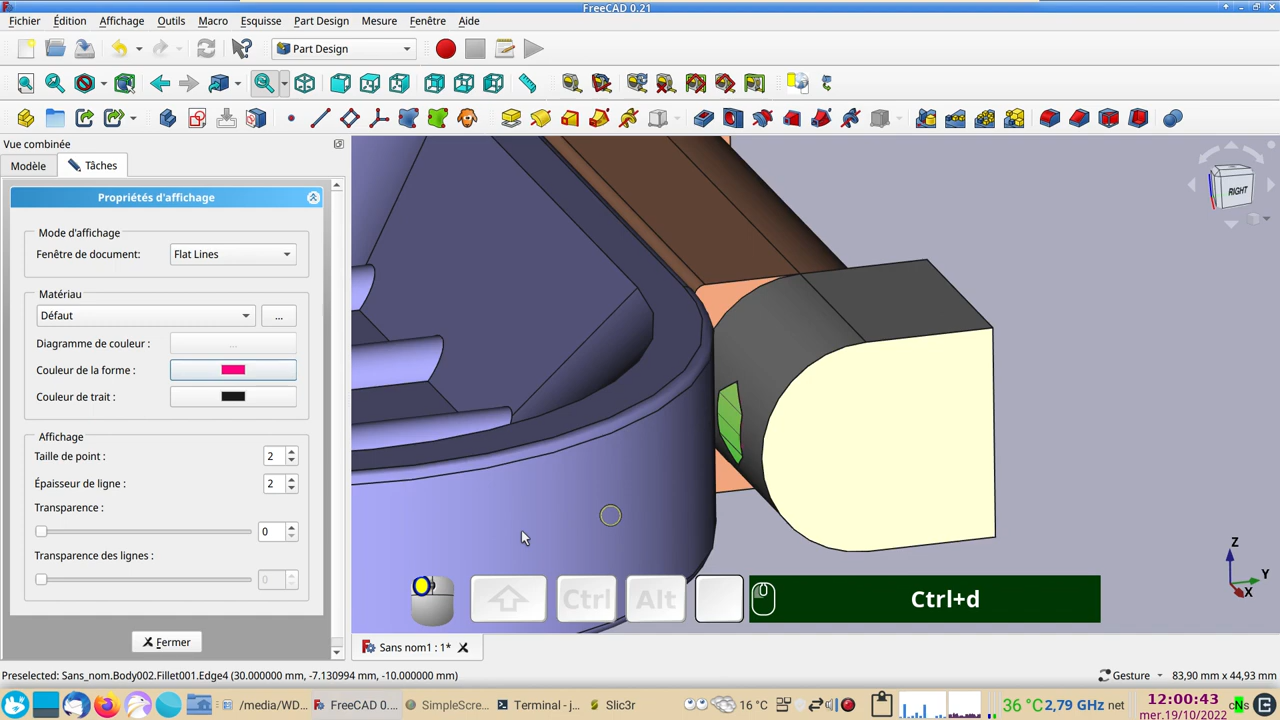 FreeCAD 0.21
Fichier Édition Affichage Outils Macro Esquisse Part Design Mesure Fenêtre Aide
Part Design
Vue combinée
Modèle Tâches
Propriétés d'affichage
Mode d'affichage
Fenêtre de document: Flat Lines
Matériau
Défaut ...
Diagramme de couleur : ...
Couleur de la forme :
Couleur de trait :
Affichage
Taille de point : 2
Épaisseur de ligne : 2
Transparence :
0
Transparence des lignes :
0
Fermer
RIGHT
Z
Y
X
Ctrl Alt Ctrl+d
Sans nom1 : 1*
Preselected: Sans_nom.Body002.Fillet001.Edge4 (30.000000 mm, -7.130994 mm, -10.000000 mm) Gesture 83,90 mm x 44,93 mm
/media/WD... FreeCAD 0.... SimpleScre... Terminal - j... Slic3r 16 °C 36 °C 2,79 GHz net 12:00:43
mer.19/10/2022